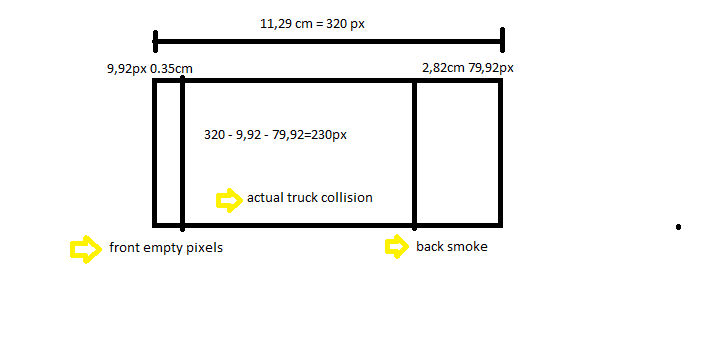 11,29 cm = 320 px
9,92px 0.35cm
2,82cm 79,92px
320 - 9,92 - 79,92=230px
actual truck collision
front empty pixels
back smoke